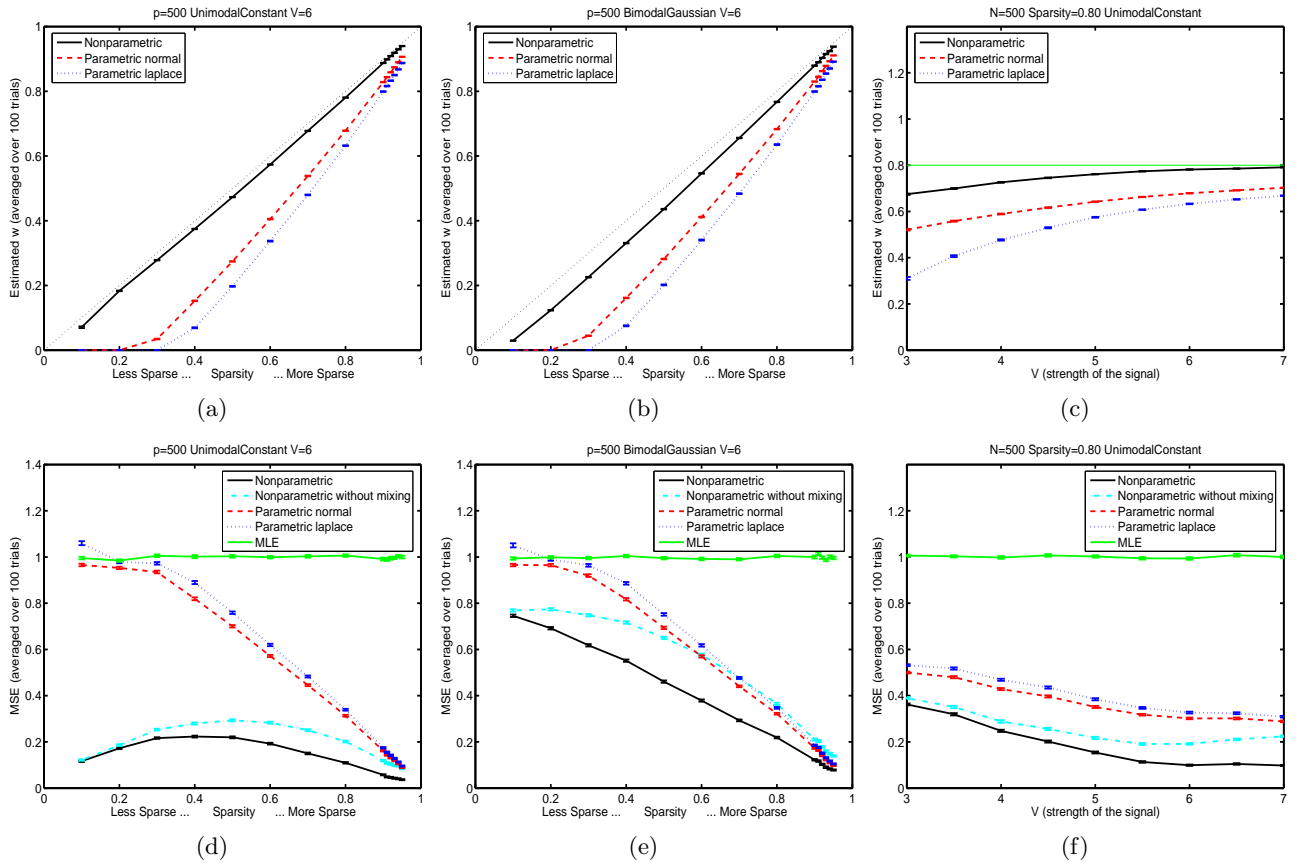 p=500 UnimodalConstant V=6
Nonparametric
Parametric normal
Parametric laplace
Estimated w (averaged over 100 trials)
1
0.8
0.6
0.4
0.2
0
0 0.2 0.4 0.6 0.8 1
Less Sparse ... Sparsity ... More Sparse
(a)
p=500 BimodalGaussian V=6
Nonparametric
Parametric normal
Parametric laplace
Estimated w (averaged over 100 trials)
1
0.8
0.6
0.4
0.2
0
0 0.2 0.4 0.6 0.8 1
Less Sparse ... Sparsity ... More Sparse
(b)
N=500 Sparsity=0.80 UnimodalConstant
Nonparametric
Parametric normal
Parametric laplace
Estimated w (averaged over 100 trials)
1.2
1
0.8
0.6
0.4
0.2
0
3 4 5 6 7
V (strength of the signal)
(c)
p=500 UnimodalConstant V=6
Nonparametric
Nonparametric without mixing
Parametric normal
Parametric laplace
MLE
MSE (averaged over 100 trials)
1.4
1.2
1
0.8
0.6
0.4
0.2
0
0 0.2 0.4 0.6 0.8 1
Less Sparse ... Sparsity ... More Sparse
(d)
p=500 BimodalGaussian V=6
Nonparametric
Nonparametric without mixing
Parametric normal
Parametric laplace
MLE
MSE (averaged over 100 trials)
1.4
1.2
1
0.8
0.6
0.4
0.2
0
0 0.2 0.4 0.6 0.8 1
Less Sparse ... Sparsity ... More Sparse
(e)
N=500 Sparsity=0.80 UnimodalConstant
Nonparametric
Nonparametric without mixing
Parametric normal
Parametric laplace
MLE
MSE (averaged over 100 trials)
1.2
1
0.8
0.6
0.4
0.2
0
3 4 5 6 7
V (strength of the signal)
(f)